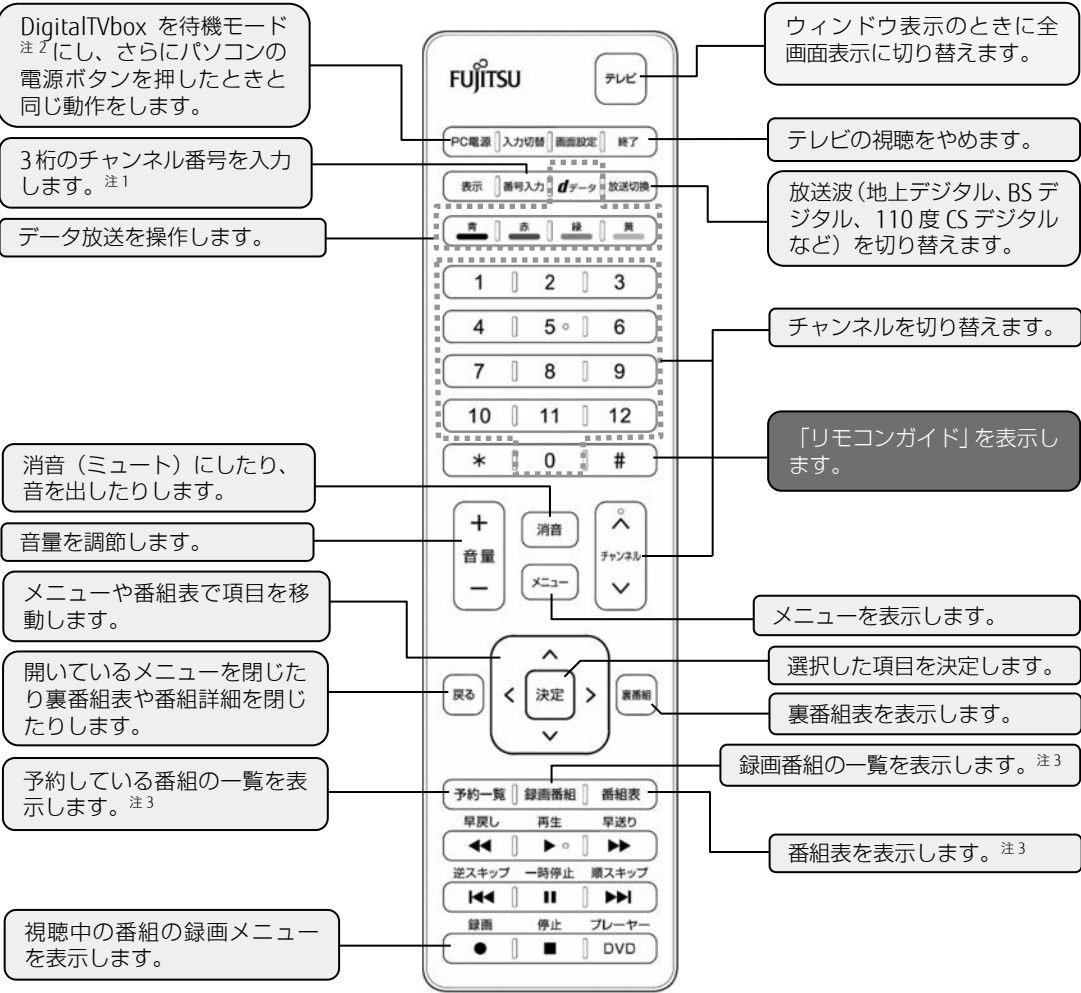 DigitalTVbox を待機モード
注2にし、さらにパソコンの
電源ボタンを押したときと
同じ動作をします。
3桁のチャンネル番号を入力
します。注1
データ放送を操作します。
消音（ミュート）にしたり、
音を出したりします。
音量を調節します。
メニューや番組表で項目を移
動します。
開いているメニューを閉じた
り裏番組表や番組詳細を閉じ
たりします。
予約している番組の一覧を表
示します。注3
視聴中の番組の録画メニュー
を表示します。
FUJITSU
テレビ
PC電源 入力切替 画面設定 終了
表示 番号入力 dデータ 放送切換
青 赤 緑 黄
1 2 3
4 5 6
7 8 9
10 11 12
* 0 #
+
音量
−
消音
メニュー
チャンネル
戻る
決定
裏番組
予約一覧 録画番組 番組表
早戻し 再生 早送り
逆スキップ 一時停止 順スキップ
録画 停止 プレーヤー
DVD
ウィンドウ表示のときに全
画面表示に切り替えます。
テレビの視聴をやめます。
放送波（地上デジタル、BS デ
ジタル、110 度 CS デジタル
など）を切り替えます。
チャンネルを切り替えます。
「リモコンガイド」を表示し
ます。
メニューを表示します。
選択した項目を決定します。
裏番組表を表示します。
録画番組の一覧を表示します。注3
番組表を表示します。注3